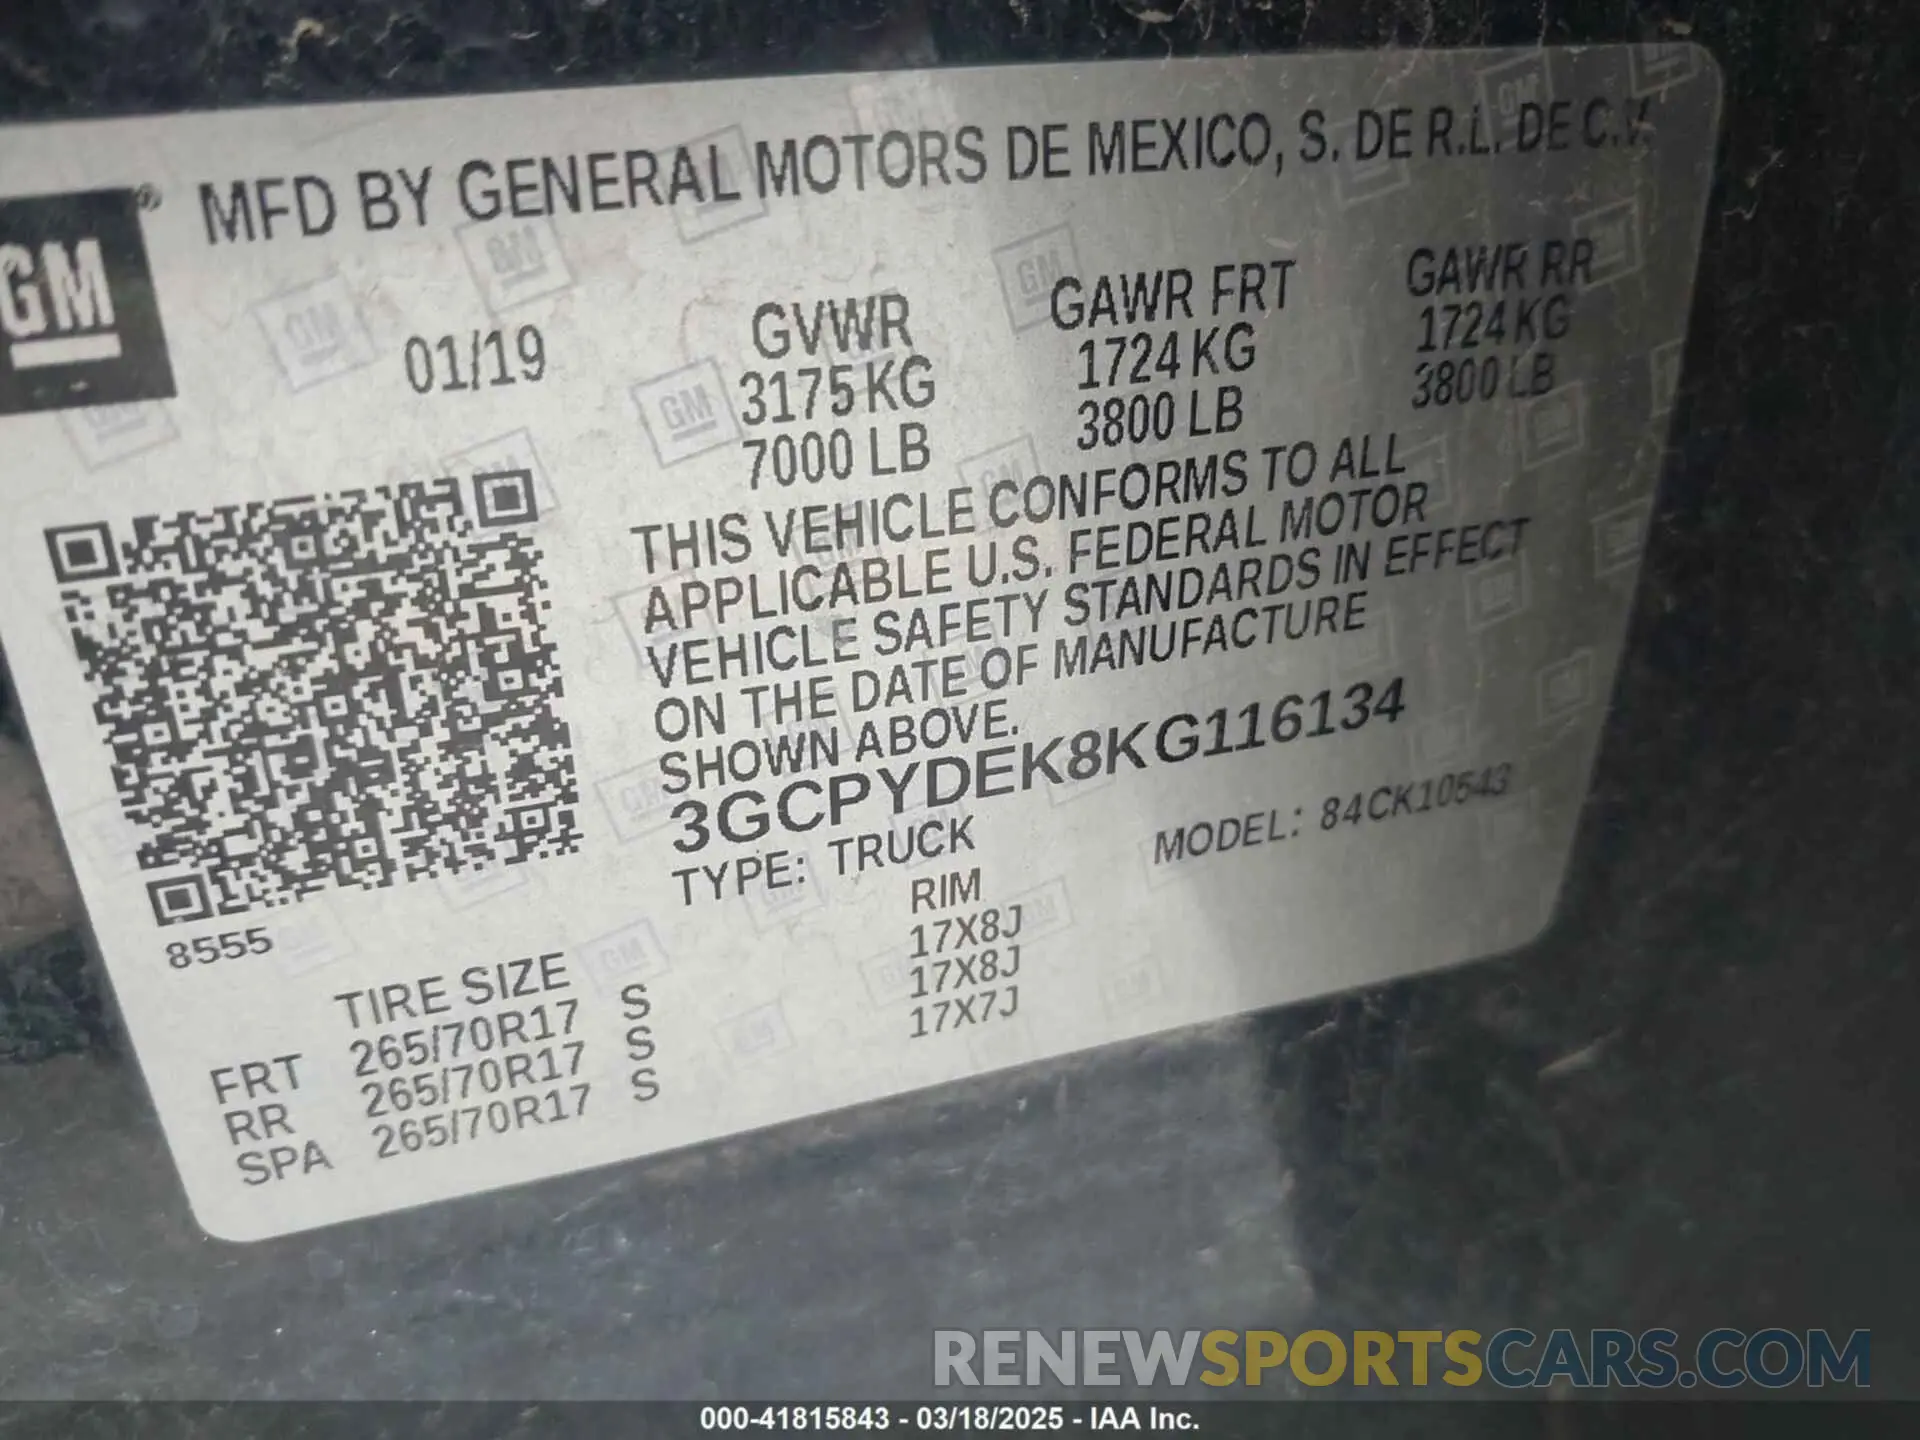 GM ® MFD BY GENERAL MOTORS DE MEXICO, S. DE R.L. DE C.V.
01/19
GVWR GAWR FRT GAWR RR
3175 KG 1724 KG 1724 KG
7000 LB 3800 LB 3800 LB
THIS VEHICLE CONFORMS TO ALL
APPLICABLE U.S. FEDERAL MOTOR
VEHICLE SAFETY STANDARDS IN EFFECT
ON THE DATE OF MANUFACTURE
SHOWN ABOVE.
3GCPYDEK8KG116134
TYPE: TRUCK MODEL: 84CK10543
8555
TIRE SIZE RIM
FRT 265/70R17 S 17X8J
RR 265/70R17 S 17X8J
SPA 265/70R17 S 17X7J
RENEWSPORTSCARS.COM
000-41815843 - 03/18/2025 - IAA Inc.